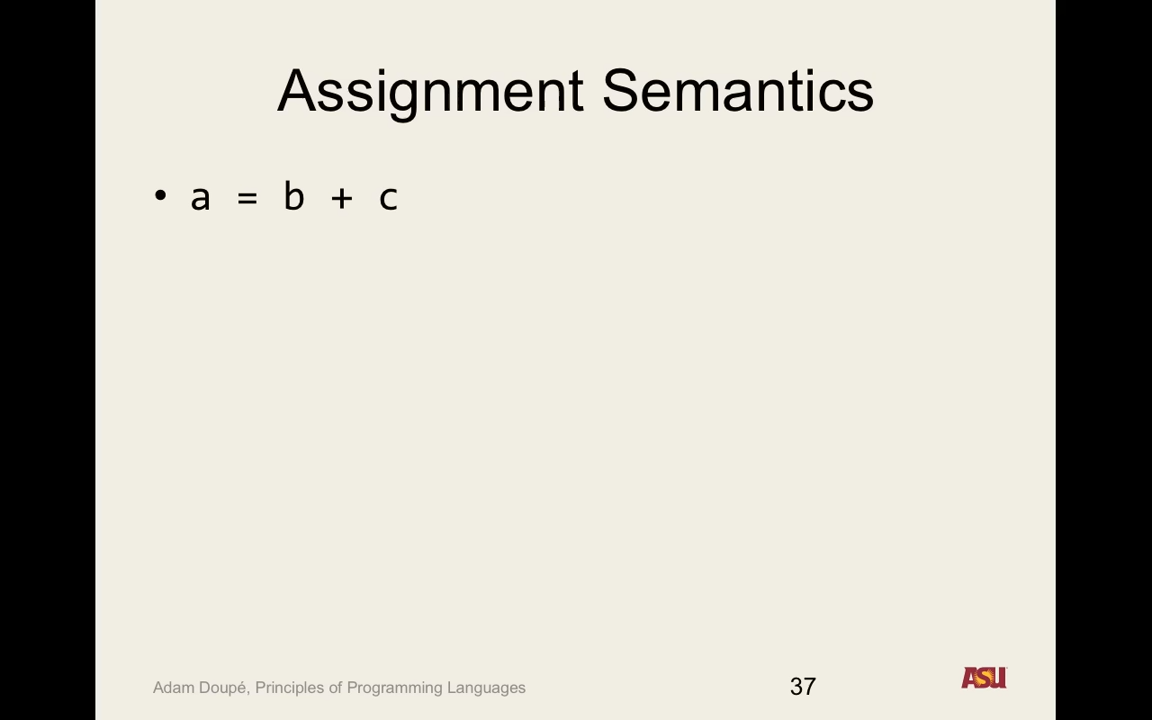 Assignment Semantics
• a = b + c
Adam Doupé, Principles of Programming Languages
37
ASU